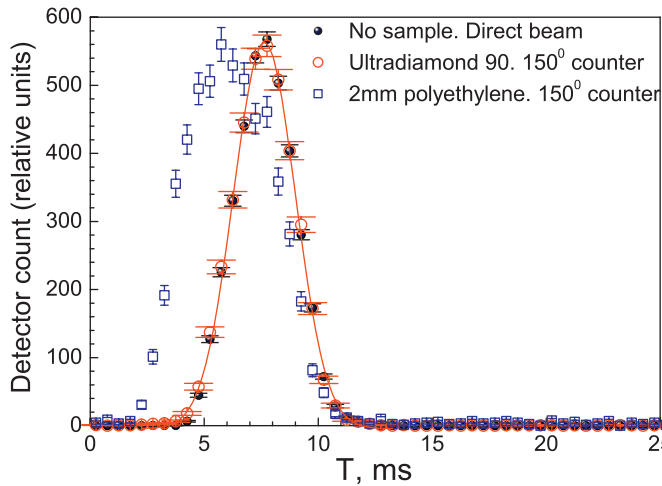 600
500
400
300
200
100
0
Detector count (relative units)
No sample. Direct beam
Ultradiamond 90. 150⁰ counter
2mm polyethylene. 150⁰ counter
0 5 10 15 20 25
T, ms